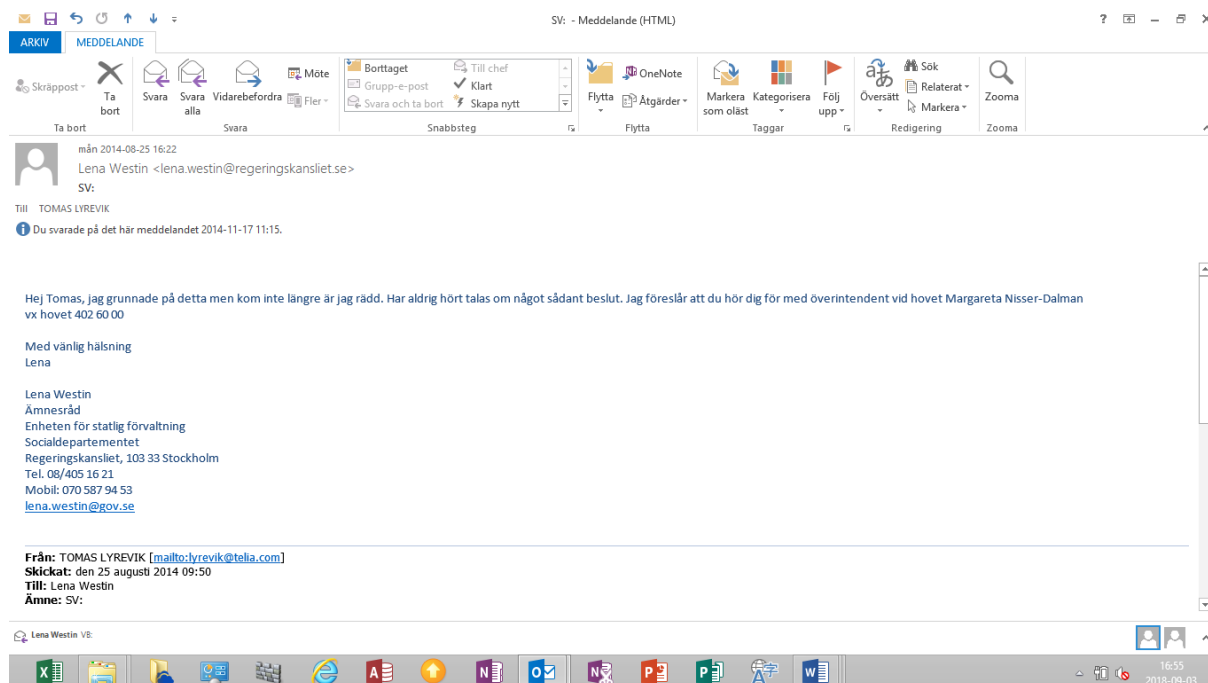 SV: - Meddelande (HTML)
ARKIV MEDDELANDE
Skräppost
Ta bort
Svara
Svara alla
Vidarebefordra
Möte
Fler
Borttaget
Grupp-e-post
Svara och ta bort
Till chef
Klart
Skapa nytt
Flytta
OneNote
Åtgärder
Markera som oläst
Kategorisera
Följ upp
Översätt
Sök
Relaterat
Markera
Zooma
Ta bort Svara Snabbsteg Flytta Taggar Redigering Zooma
mån 2014-08-25 16:22
Lena Westin <lena.westin@regeringskansliet.se>
SV:
Till TOMAS LYREVIK
Du svarade på det här meddelandet 2014-11-17 11:15.
Hej Tomas, jag grunnade på detta men kom inte längre är jag rädd. Har aldrig hört talas om något sådant beslut. Jag föreslår att du hör dig för med överintendent vid hovet Margareta Nisser-Dalman
vx hovet 402 60 00
Med vänlig hälsning
Lena
Lena Westin
Ämnesråd
Enheten för statlig förvaltning
Socialdepartementet
Regeringskansliet, 103 33 Stockholm
Tel. 08/405 16 21
Mobil: 070 587 94 53
lena.westin@gov.se
Från: TOMAS LYREVIK [mailto:lyrevik@telia.com]
Skickat: den 25 augusti 2014 09:50
Till: Lena Westin
Ämne: SV:
Lena Westin VB:
16:55
2018-09-03